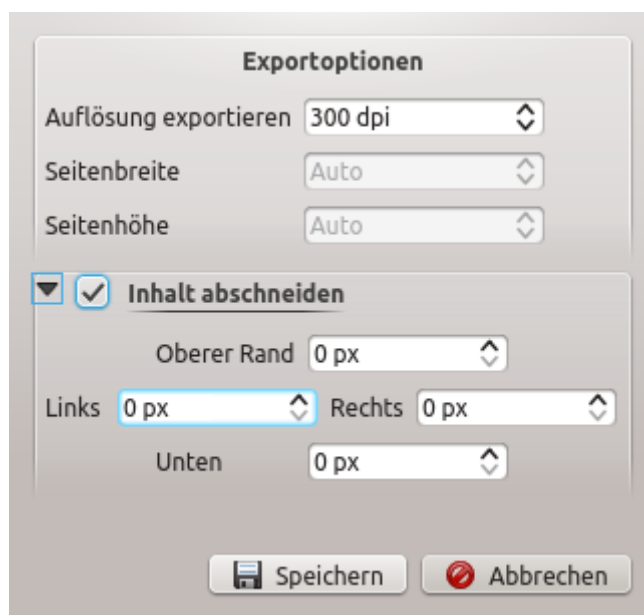 Exportoptionen
Auflösung exportieren 300 dpi
Seitenbreite Auto
Seitenhöhe Auto
Inhalt abschneiden
Oberer Rand 0 px
Links 0 px Rechts 0 px
Unten 0 px
Speichern Abbrechen